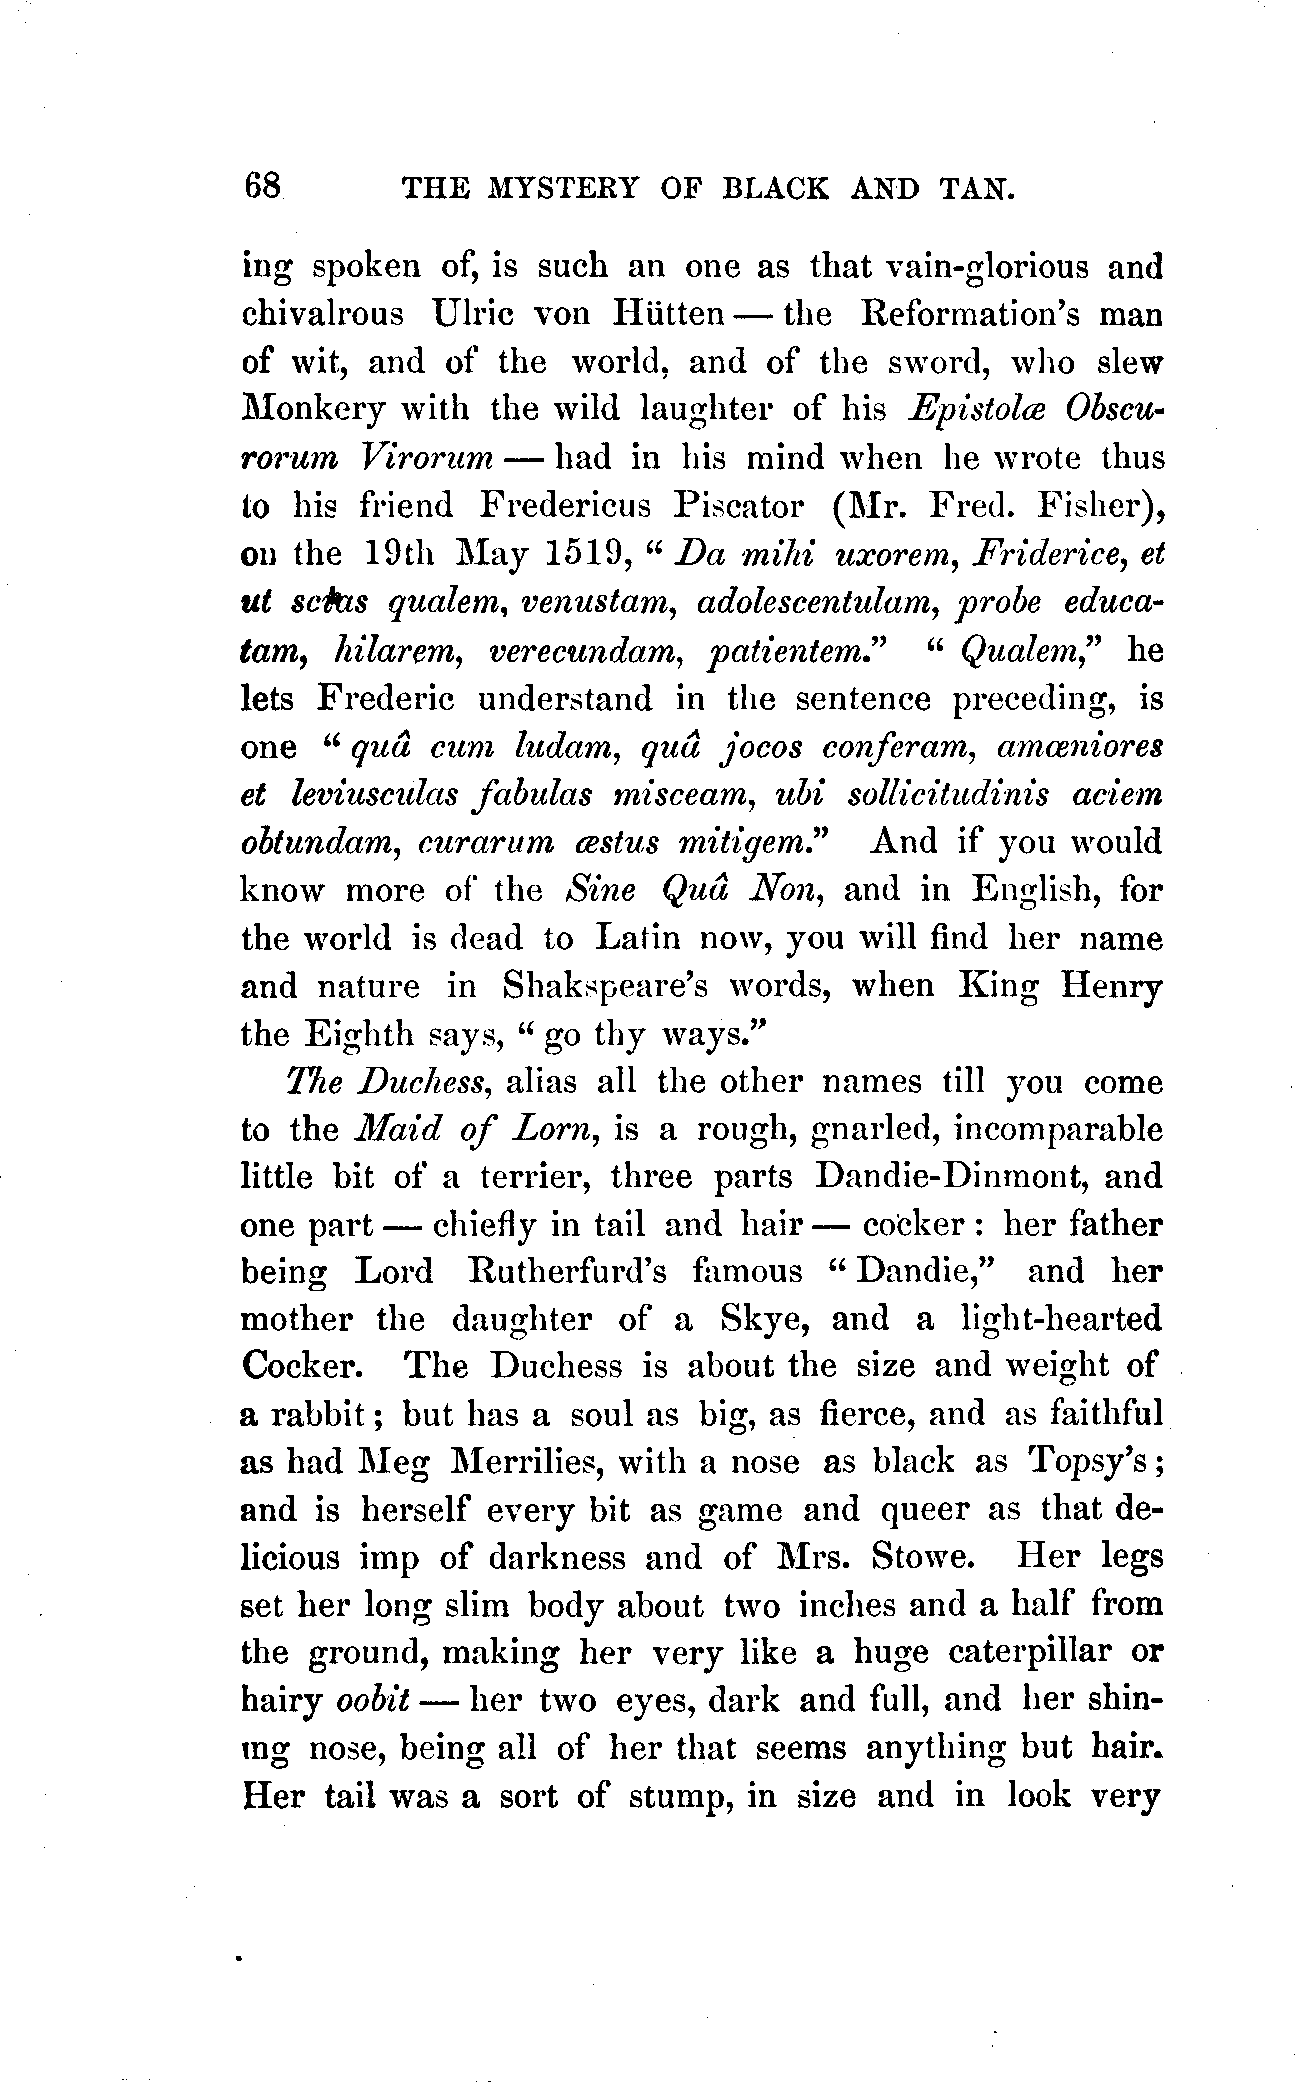 68 THE MYSTERY OF BLACK AND TAN.
ing spoken of, is such an one as that vain-glorious and
chivalrous Ulric von Hütten — the Reformation's man
of wit, and of the world, and of the sword, who slew
Monkery with the wild laughter of his Epistolæ Obscu-
rorum Virorum — had in his mind when he wrote thus
to his friend Fredericus Piscator (Mr. Fred. Fisher),
on the 19th May 1519, “ Da mihi uxorem, Friderice, et
ut scias qualem, venustam, adolescentulam, probe educa-
tam, hilarem, verecundam, patientem.” “ Qualem,” he
lets Frederic understand in the sentence preceding, is
one “ quâ cum ludam, quâ jocos conferam, amœniores
et leviusculas fabulas misceam, ubi sollicitudinis aciem
obtundam, curarum æstus mitigem.” And if you would
know more of the Sine Quâ Non, and in English, for
the world is dead to Latin now, you will find her name
and nature in Shakspeare's words, when King Henry
the Eighth says, “ go thy ways.”
The Duchess, alias all the other names till you come
to the Maid of Lorn, is a rough, gnarled, incomparable
little bit of a terrier, three parts Dandie-Dinmont, and
one part — chiefly in tail and hair — cocker : her father
being Lord Rutherfurd's famous “ Dandie,” and her
mother the daughter of a Skye, and a light-hearted
Cocker. The Duchess is about the size and weight of
a rabbit ; but has a soul as big, as fierce, and as faithful
as had Meg Merrilies, with a nose as black as Topsy's ;
and is herself every bit as game and queer as that de-
licious imp of darkness and of Mrs. Stowe. Her legs
set her long slim body about two inches and a half from
the ground, making her very like a huge caterpillar or
hairy oobit — her two eyes, dark and full, and her shin-
ing nose, being all of her that seems anything but hair.
Her tail was a sort of stump, in size and in look very